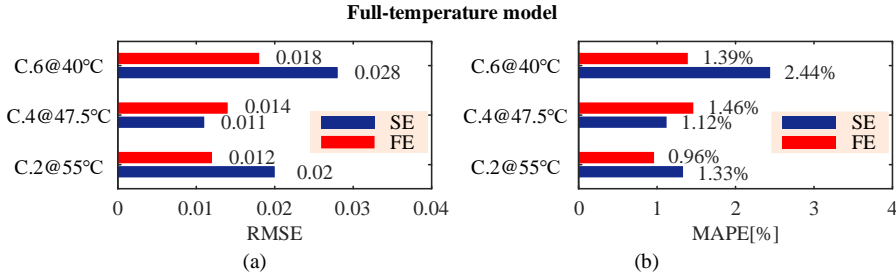 Full-temperature model
C.6@40℃
0.018
0.028
C.4@47.5℃
0.014
0.011
C.2@55℃
0.012
0.02
SE
FE
0
0.01
0.02
0.03
0.04
RMSE
(a)
C.6@40℃
1.39%
2.44%
C.4@47.5℃
1.46%
1.12%
C.2@55℃
0.96%
1.33%
SE
FE
0
1
2
3
4
MAPE[%]
(b)